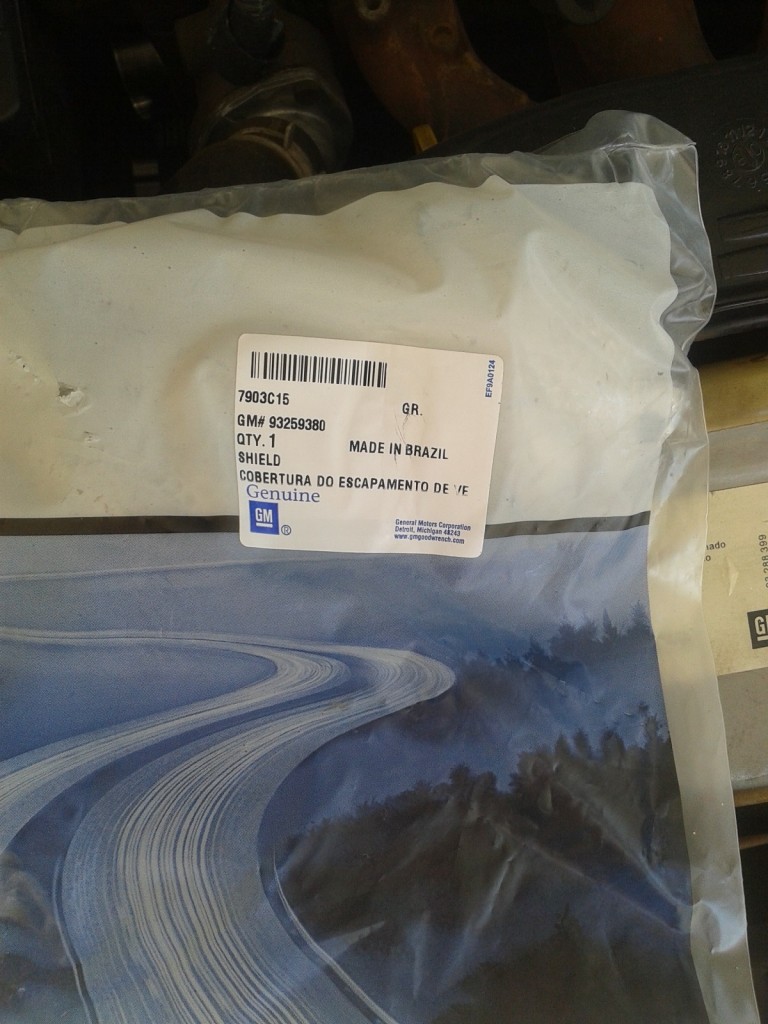 EF9A0124
7903C15
GR.
GM# 93259380
QTY. 1
MADE IN BRAZIL
SHIELD
COBERTURA DO ESCAPAMENTO DE VE
Genuine
GM
®
General Motors Corporation
Detroit, Michigan 48243
www.gmgoodwrench.com